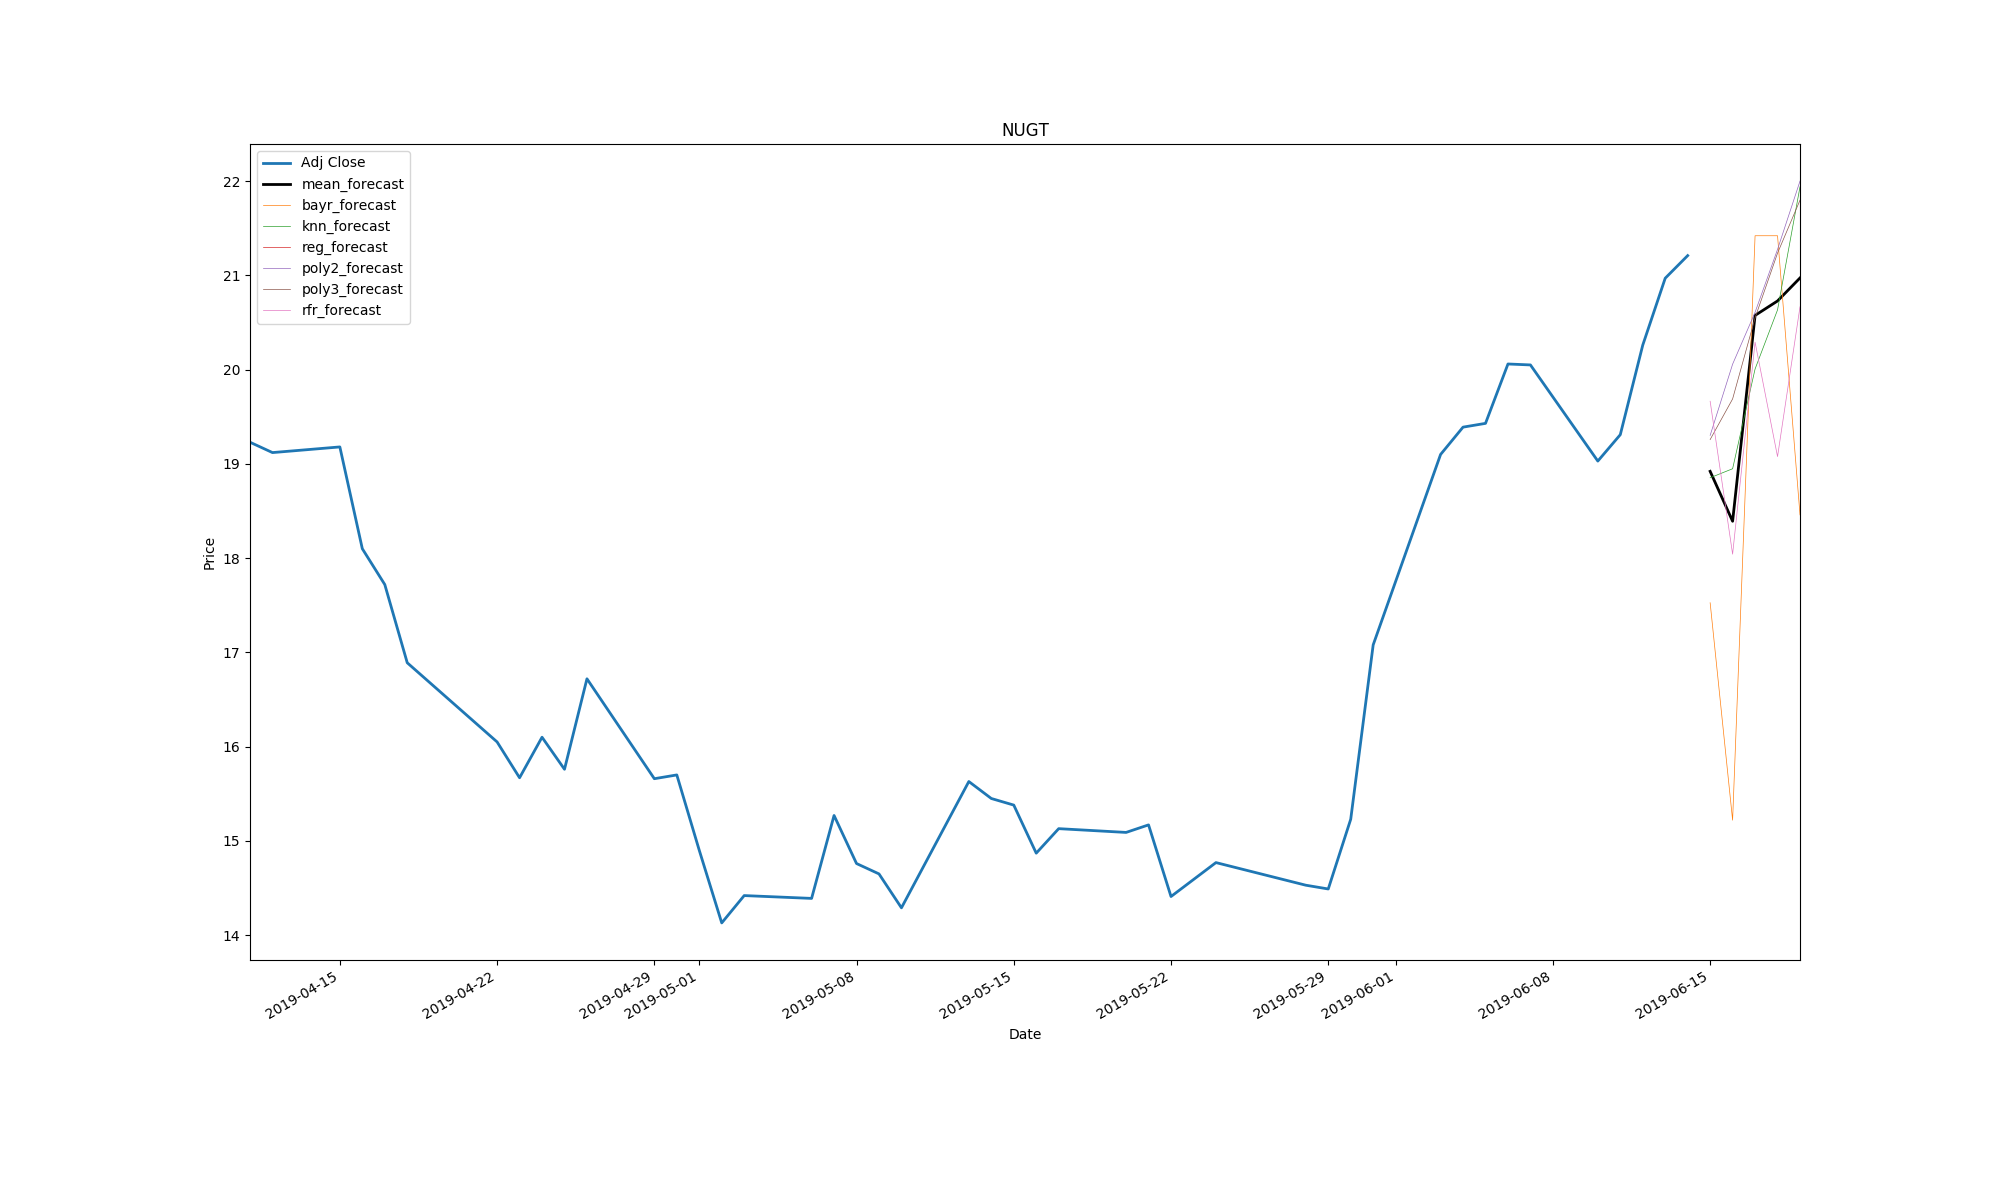 NUGT
Adj Close
mean_forecast
bayr_forecast
knn_forecast
reg_forecast
poly2_forecast
poly3_forecast
rfr_forecast
22
21
20
19
18
17
16
15
14
Price
2019-04-15
2019-04-22
2019-04-29
2019-05-01
2019-05-08
2019-05-15
2019-05-22
2019-05-29
2019-06-01
2019-06-08
2019-06-15
Date